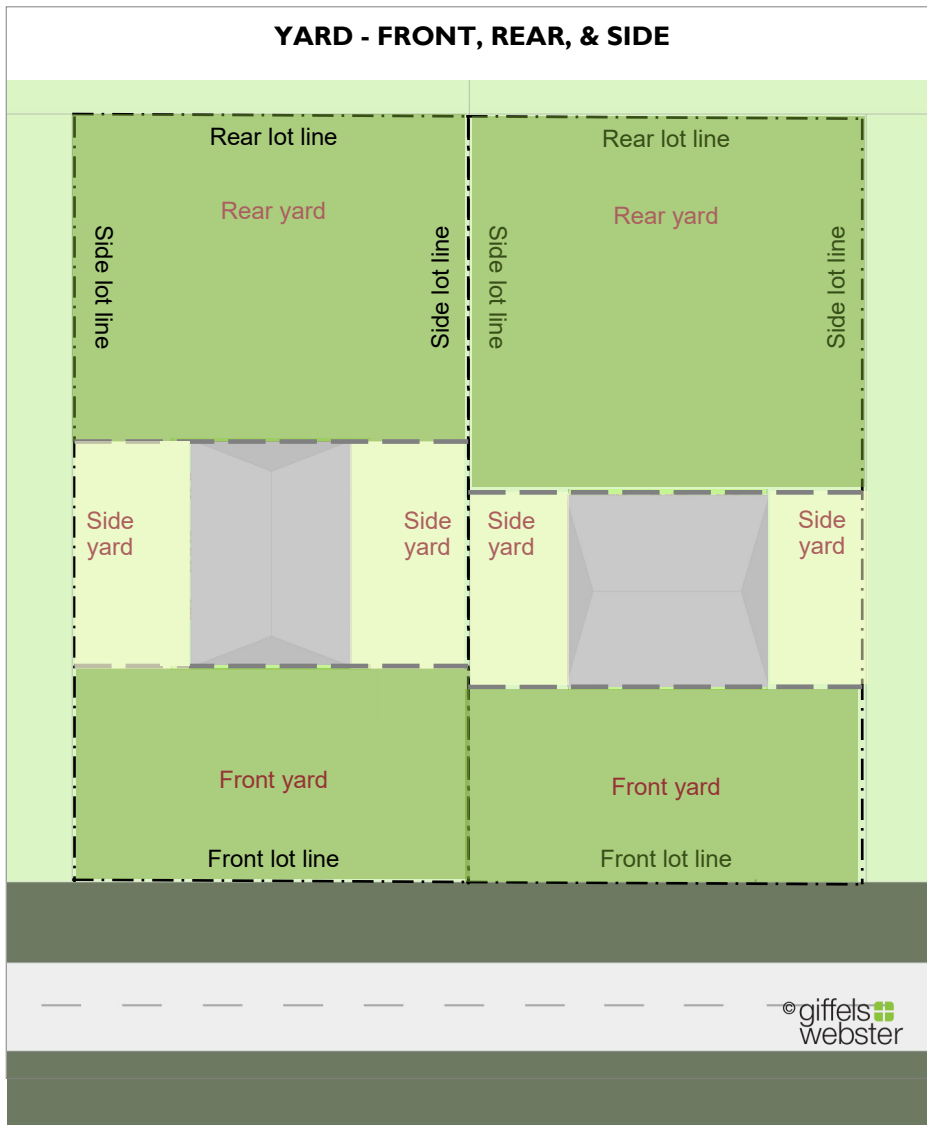 YARD - FRONT, REAR, & SIDE
Rear lot line
Rear lot line
Rear yard
Rear yard
Side lot line
Side lot line
Side lot line
Side lot line
Side
yard
Side
yard
Side
yard
Side
yard
Front yard
Front yard
Front lot line
Front lot line
© giffels
webster